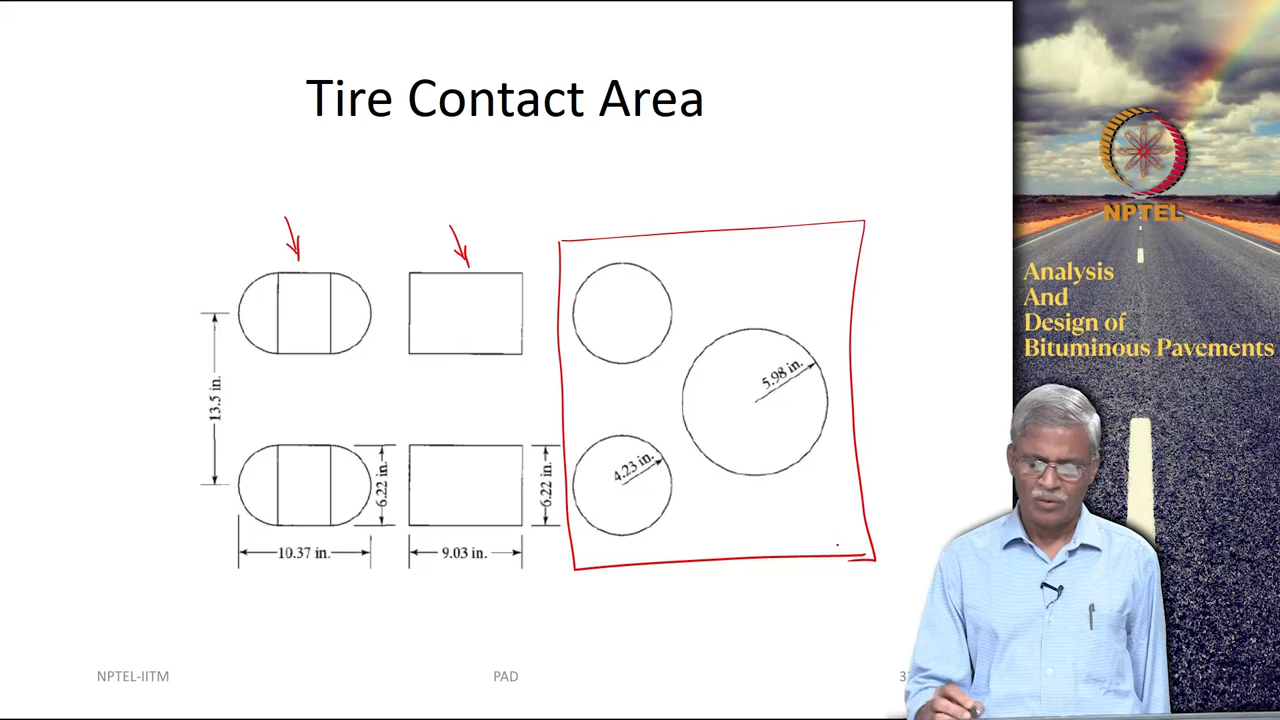 Tire Contact Area
13.5 in.
6.22 in.
10.37 in.
6.22 in.
9.03 in.
4.23 in.
5.98 in.
NPTEL-IITM
PAD
NPTEL
Analysis
And
Design of
Bituminous Pavements